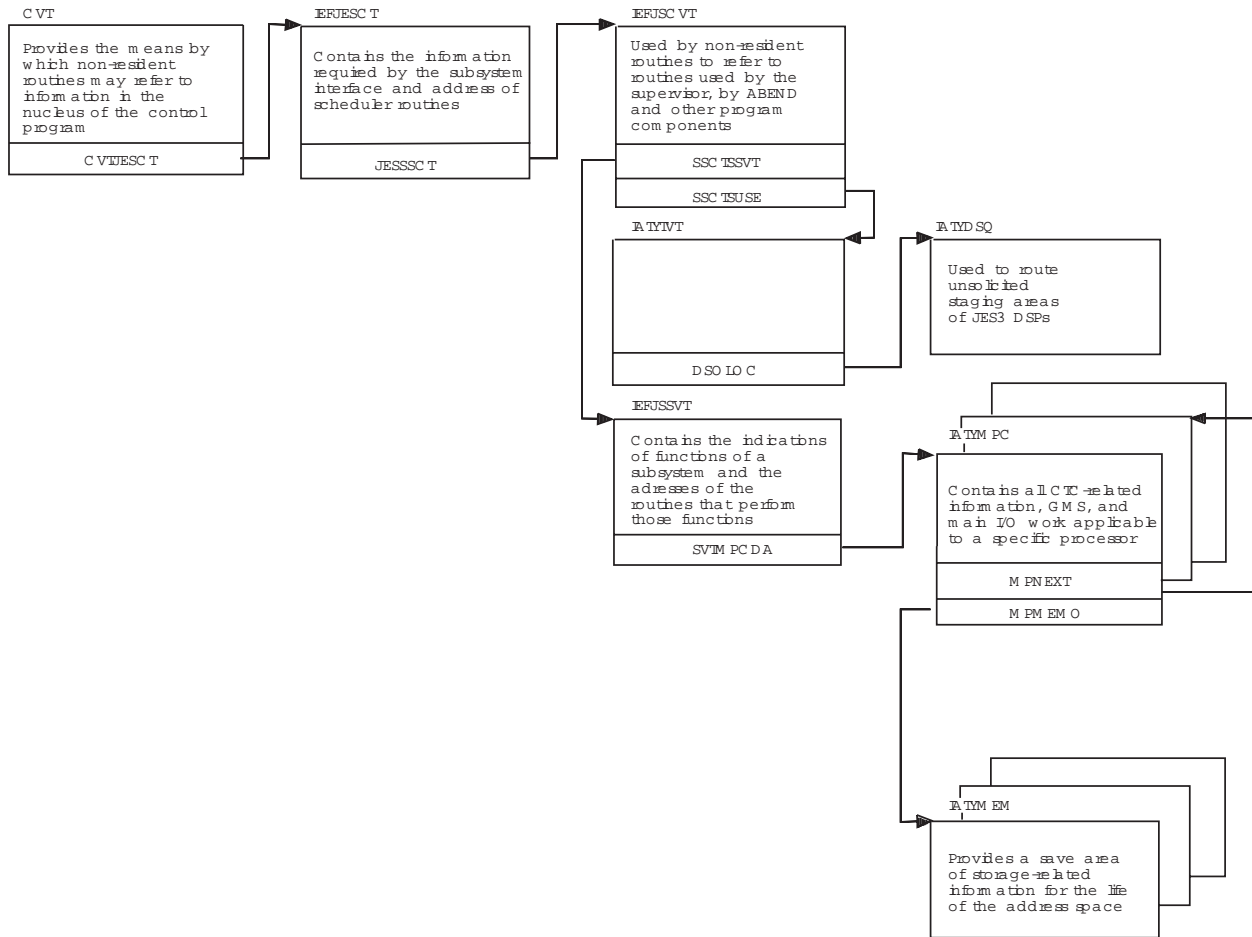 CVT
Provides the means by
which non-resident
routines may refer to
information in the
nucleus of the control
program
CVTJESCT
IEFJESCT
Contains the information
required by the subsystem
interface and address of
scheduler routines
JESSSCT
IEFJSCVT
Used by non-resident
routines to refer to
routines used by the
supervisor, by ABEND
and other program
components
SSCTSSVT
SSCTSUSE
IATYTVT
DSOLOC
IATYDSQ
Used to route
unsolicited
staging areas
of JES3 DSPs
IEFJSSVT
Contains the indications
of functions of a
subsystem and the
adresses of the
routines that perform
those functions
SVTMPCDA
IATYMPC
Contains all CTC-related
information, GMS, and
main I/O work applicable
to a specific processor
MPNEXT
MPMEMO
IATYMEM
Provides a save area
of storage-related
information for the life
of the address space